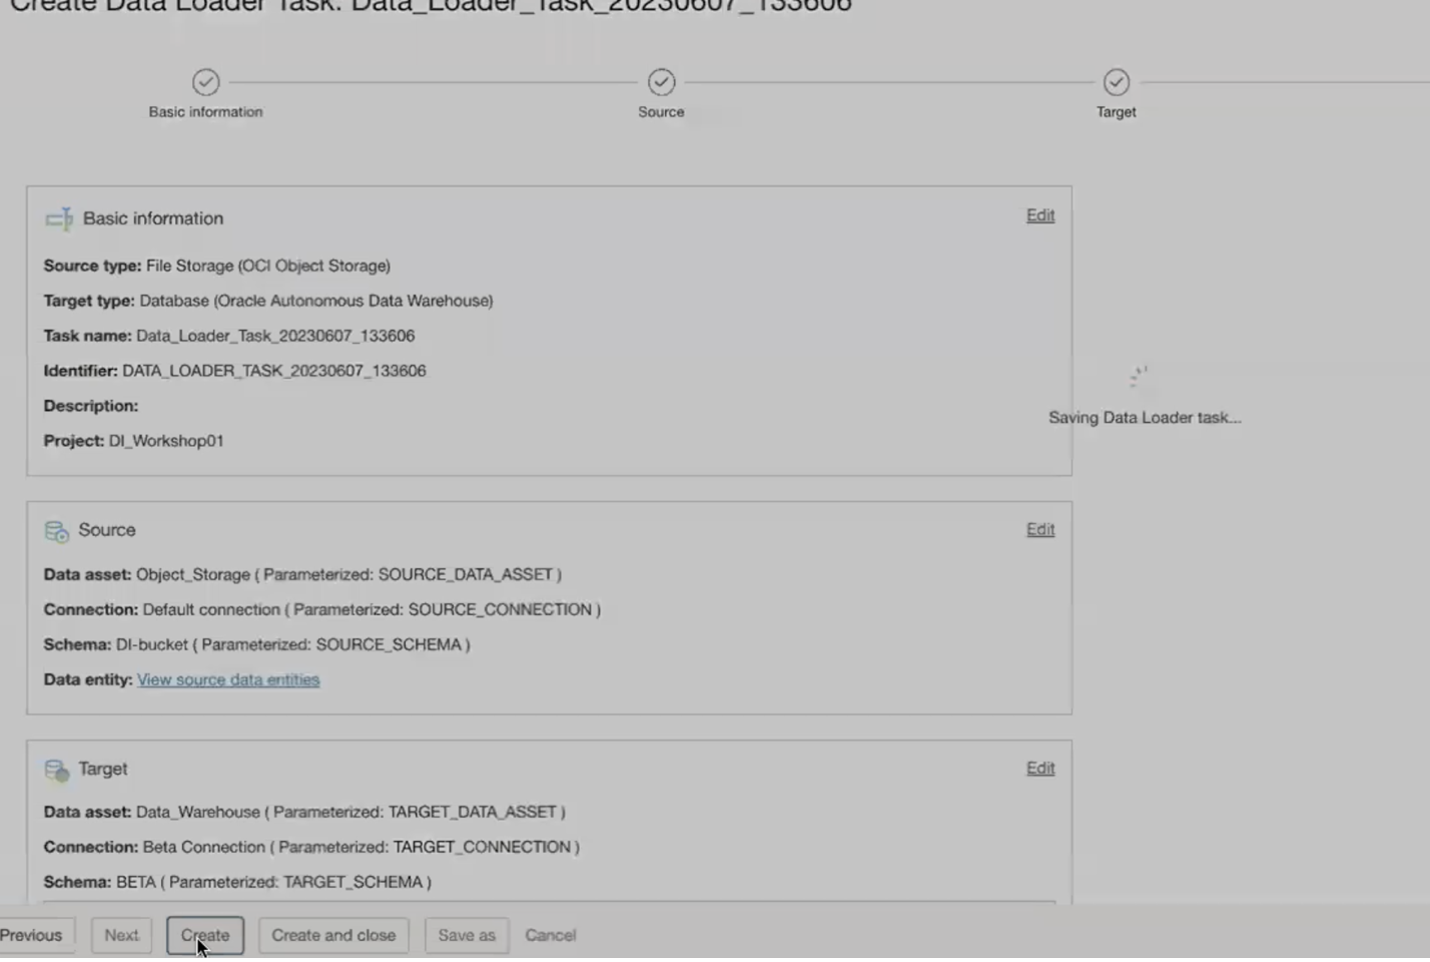 Create Data Loader Task: Data_Loader_Task_20230607_133606
Basic information
Source
Target
Basic information
Edit
Source type: File Storage (OCI Object Storage)
Target type: Database (Oracle Autonomous Data Warehouse)
Task name: Data_Loader_Task_20230607_133606
Identifier: DATA_LOADER_TASK_20230607_133606
Description:
Project: DI_Workshop01
Saving Data Loader task...
Source
Edit
Data asset: Object_Storage ( Parameterized: SOURCE_DATA_ASSET )
Connection: Default connection ( Parameterized: SOURCE_CONNECTION )
Schema: DI-bucket ( Parameterized: SOURCE_SCHEMA )
Data entity: View source data entities
Target
Edit
Data asset: Data_Warehouse ( Parameterized: TARGET_DATA_ASSET )
Connection: Beta Connection ( Parameterized: TARGET_CONNECTION )
Schema: BETA ( Parameterized: TARGET_SCHEMA )
Previous
Next
Create
Create and close
Save as
Cancel